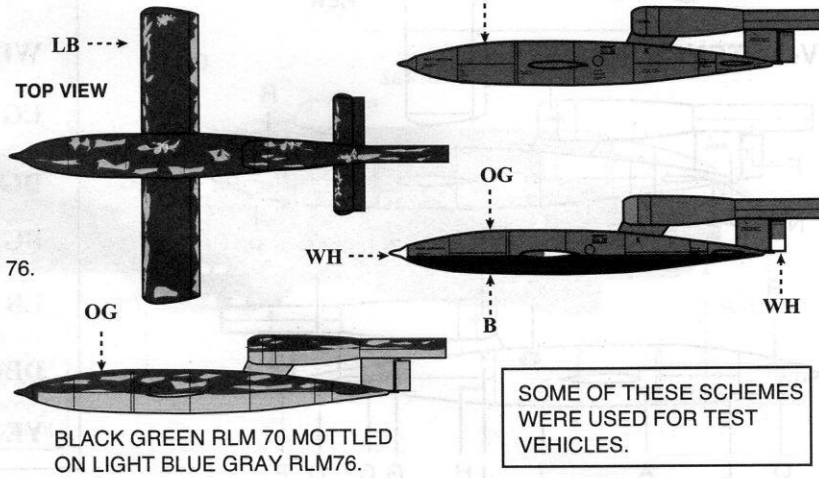 LB
TOP VIEW
OG
WH
76.
WH
B
OG
SOME OF THESE SCHEMES
WERE USED FOR TEST
VEHICLES.
BLACK GREEN RLM 70 MOTTLED
ON LIGHT BLUE GRAY RLM76.